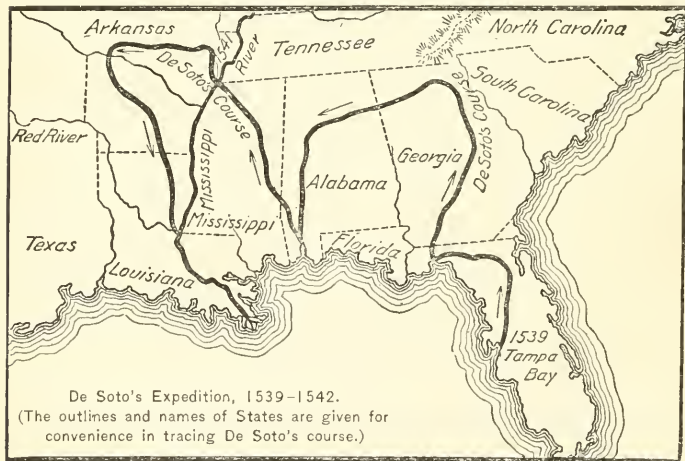 Arkansas
1541
River
Tennessee
North Carolina
De Soto's
Course
South Carolina
De Soto's Course
Red River
Mississippi
Georgia
Alabama
Mississippi
Texas
Florida
Louisiana
1539
Tampa
Bay
De Soto's Expedition, 1539–1542.
(The outlines and names of States are given for
convenience in tracing De Soto's course.)